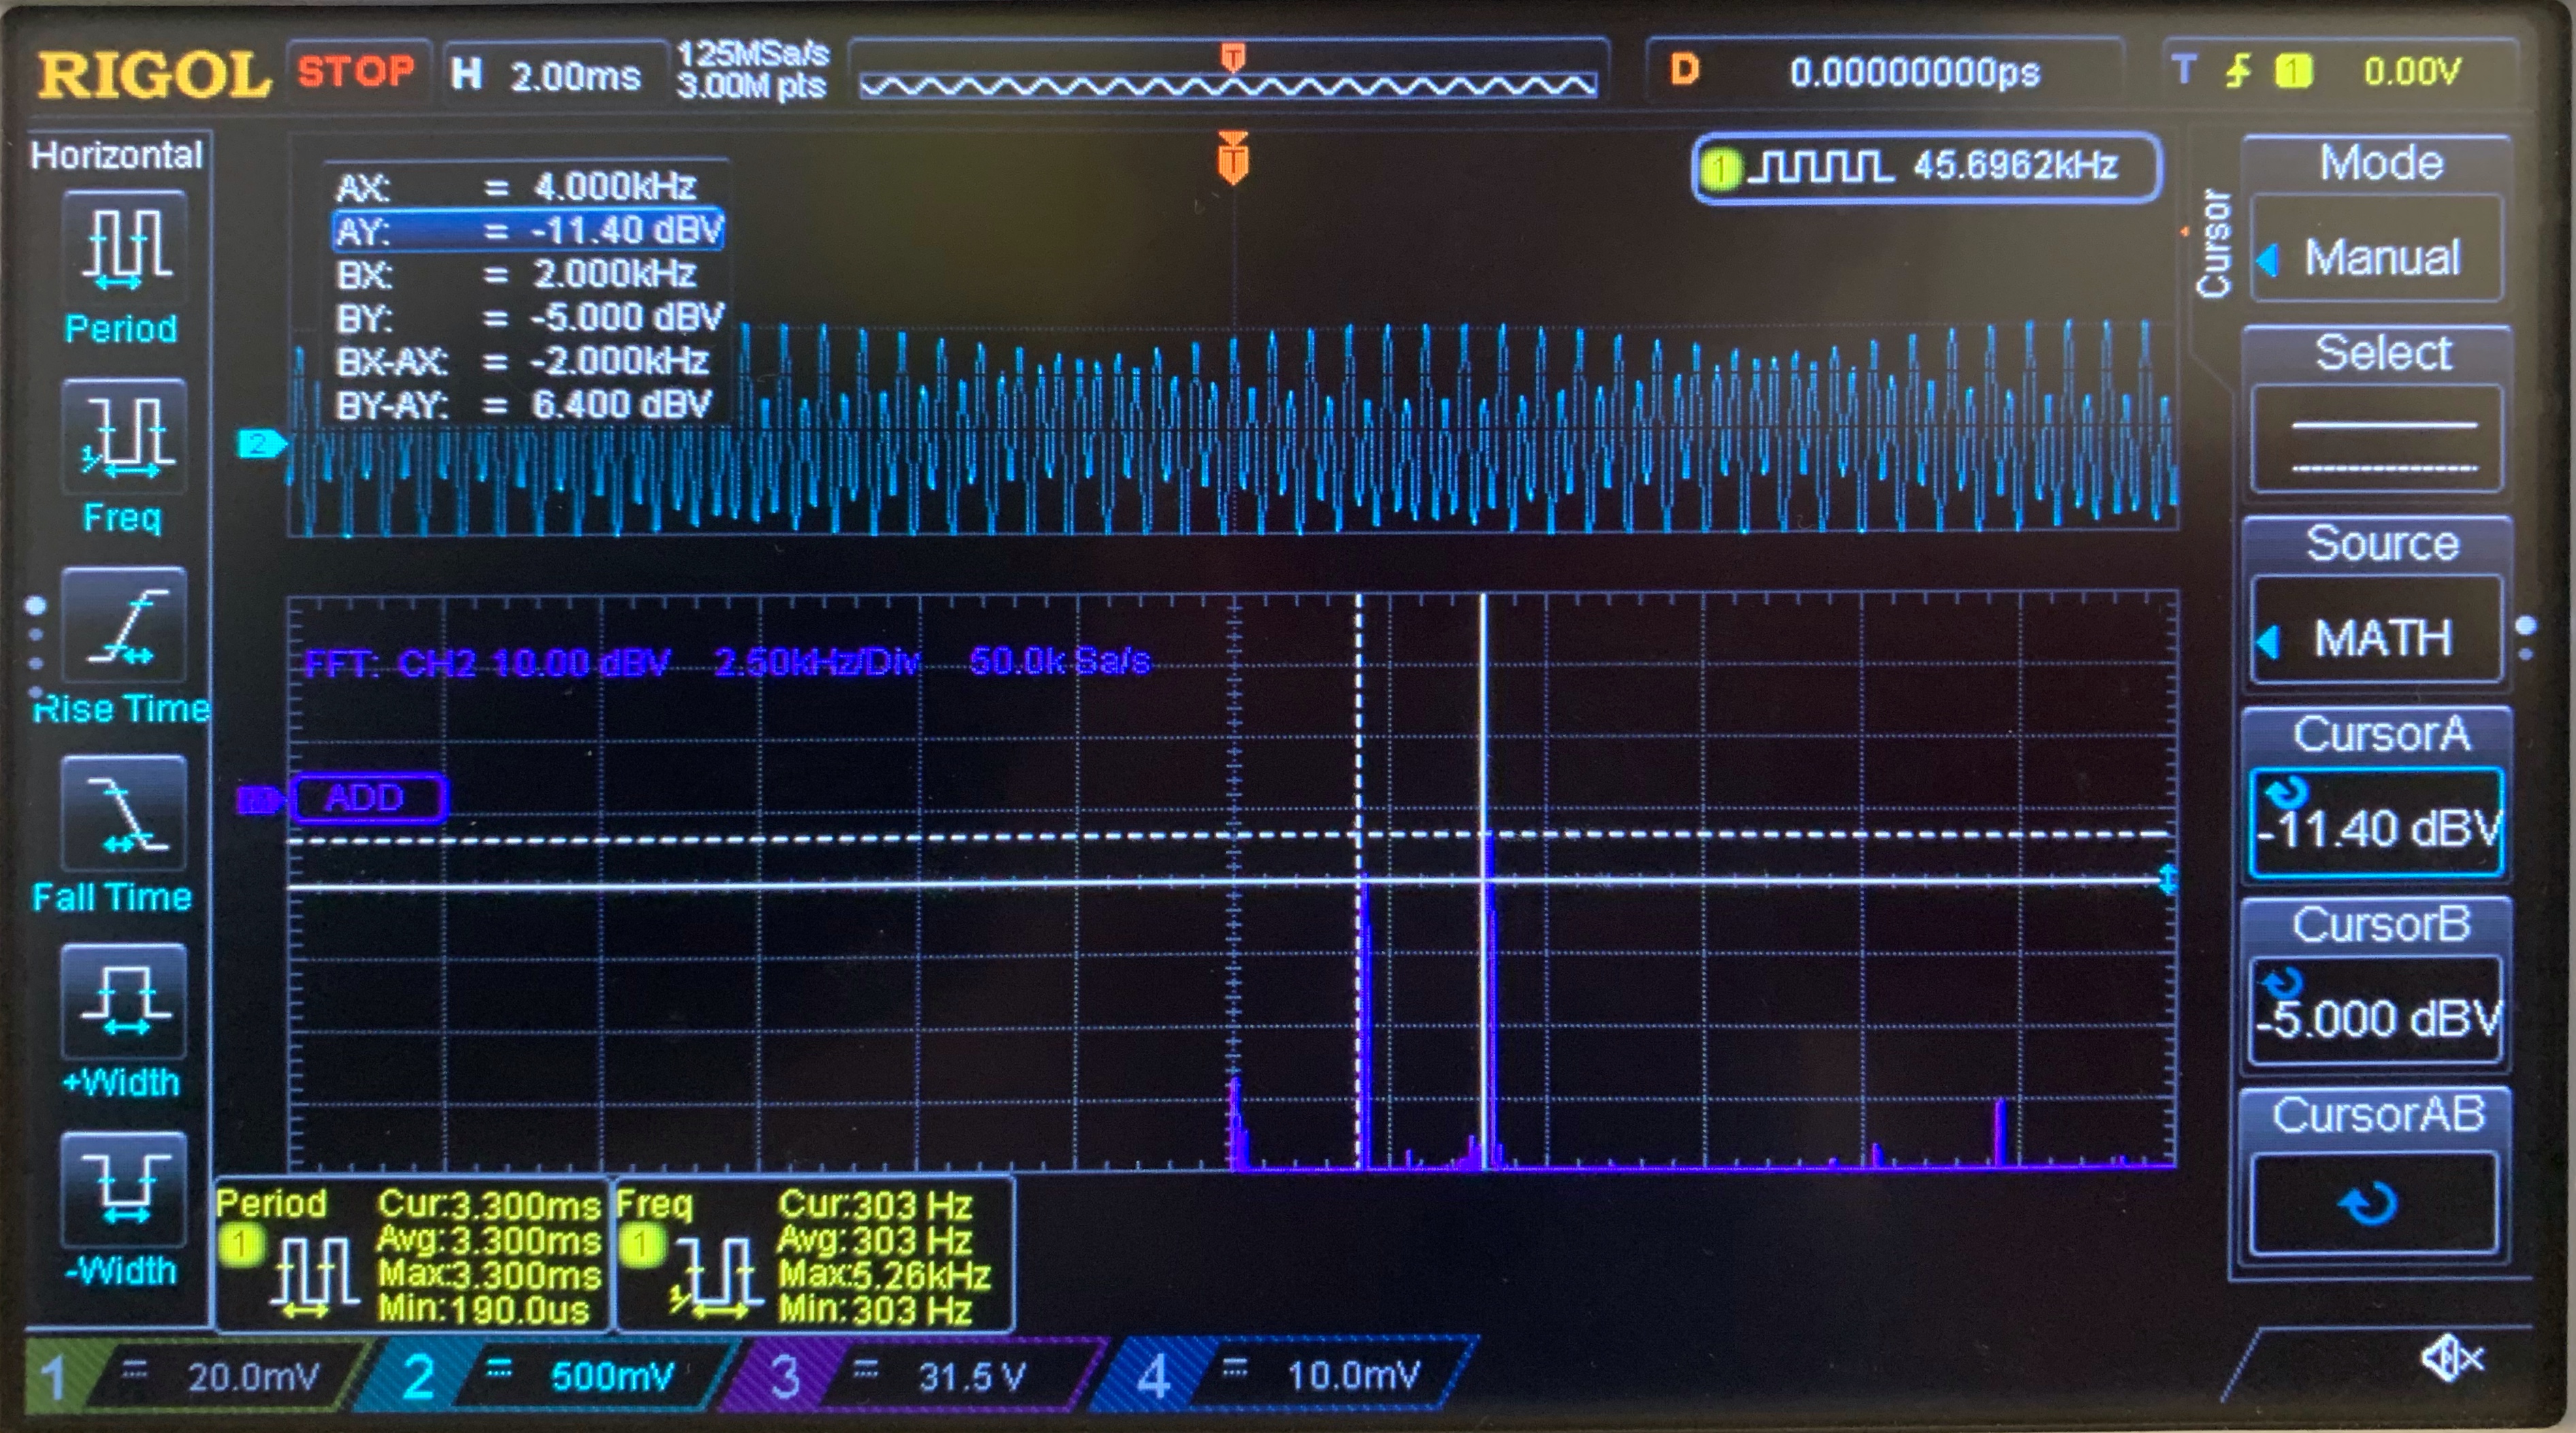 RIGOL STOP H 2.00ms 125MSa/s 3.00M pts T D 0.00000000ps T 1 0.00V
Horizontal
Period
Freq
Rise Time
Fall Time
+Width
-Width
AX: = 4.000kHz
AY: = -11.40 dBV
BX: = 2.000kHz
BY: = -5.000 dBV
BX-AX: = -2.000kHz
BY-AY: = 6.400 dBV
T
1 45.6962kHz
2
FFT: CH2 10.00 dBV 2.50kHz/Div 50.0k Sa/s
ADD
Cursor
Mode
Manual
Select
Source
MATH
CursorA
-11.40 dBV
CursorB
-5.000 dBV
CursorAB
Period
1
Cur:3.300ms
Avg:3.300ms
Max:3.300ms
Min:190.0us
Freq
1
Cur:303 Hz
Avg:303 Hz
Max:5.26kHz
Min:303 Hz
1 20.0mV 2 500mV 3 31.5 V 4 10.0mV